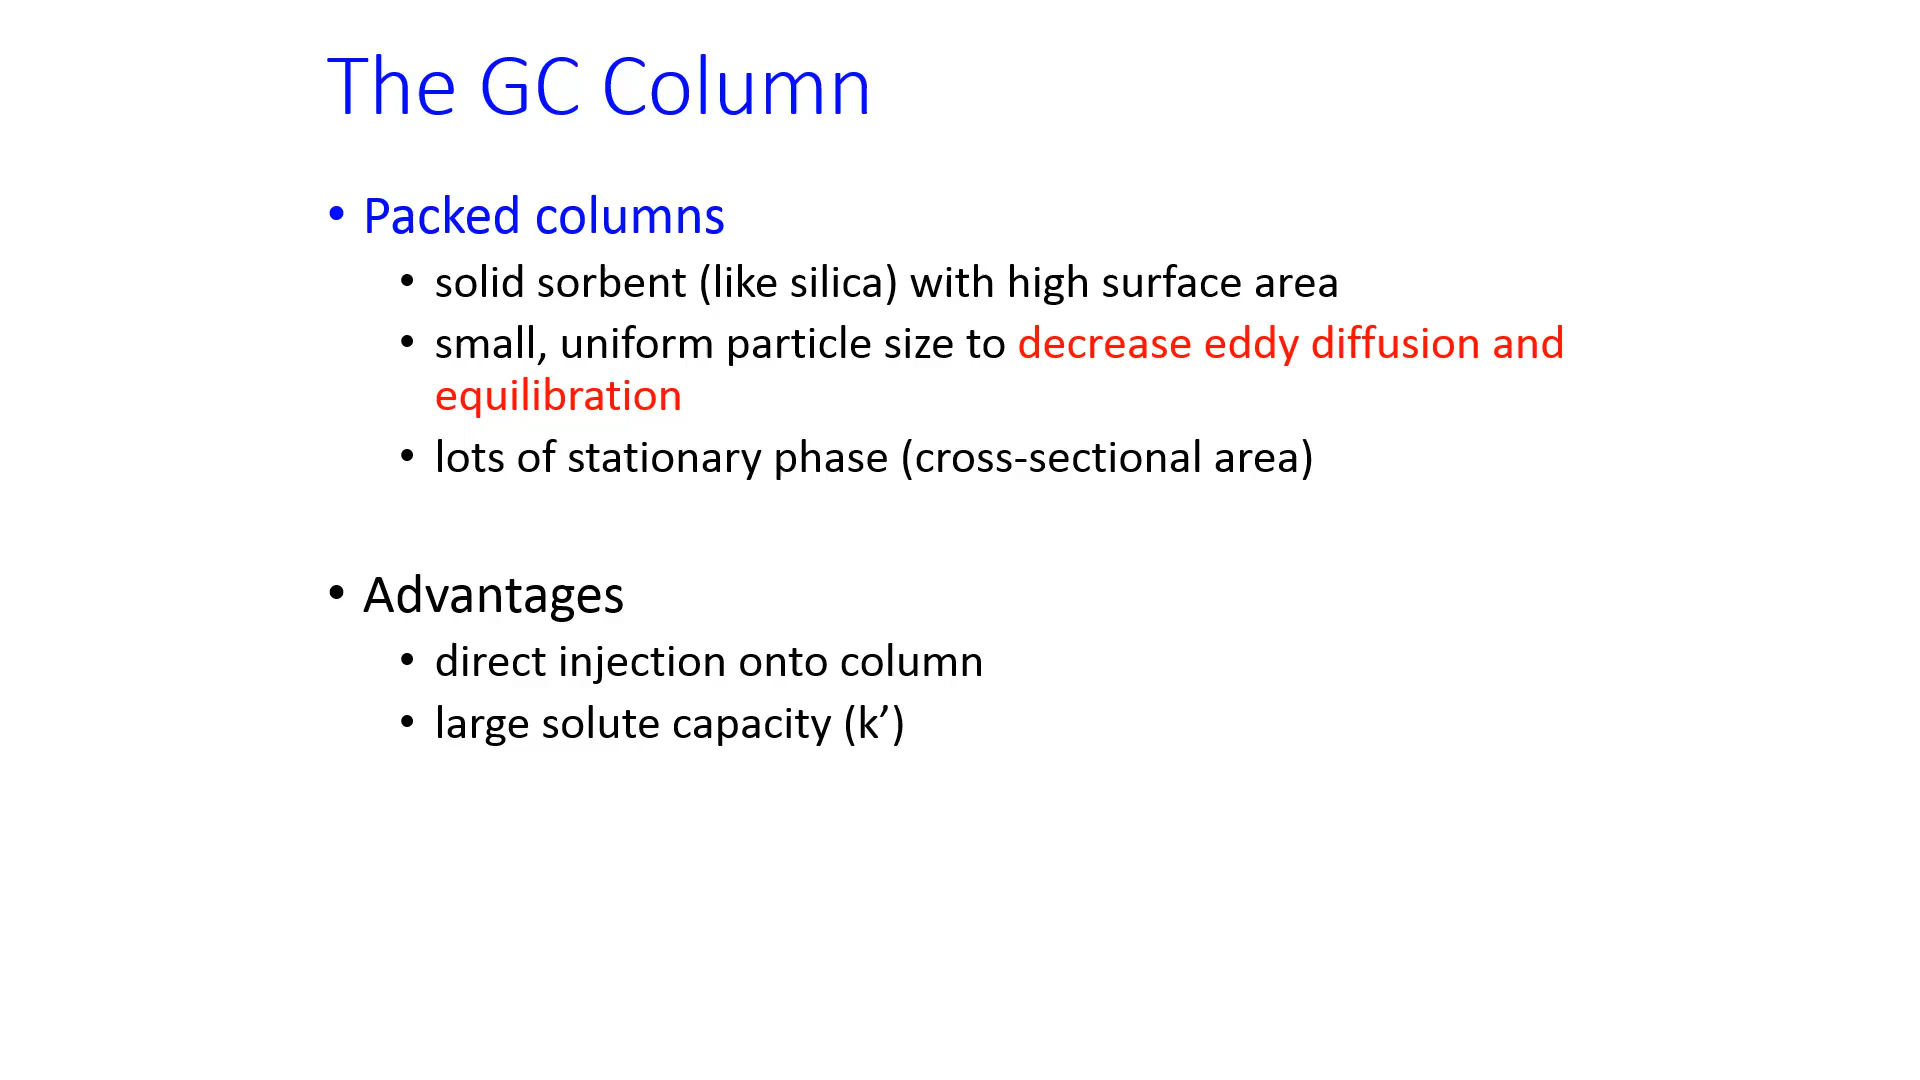 The GC Column
• Packed columns
• solid sorbent (like silica) with high surface area
• small, uniform particle size to decrease eddy diffusion and
equilibration
• lots of stationary phase (cross-sectional area)
• Advantages
• direct injection onto column
• large solute capacity (k’)